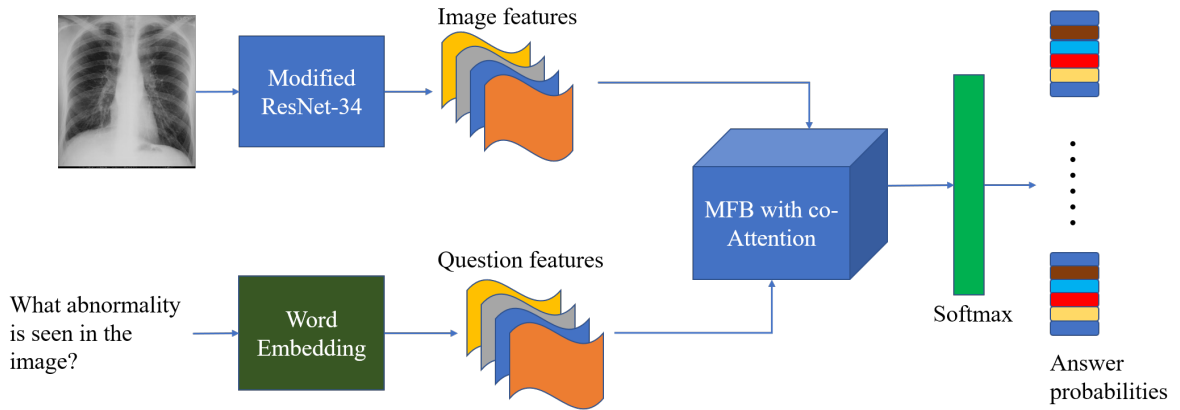 Image features
Modified
ResNet-34
MFB with co-
Attention
Question features
What abnormality
is seen in the
image?
Word
Embedding
Softmax
Answer
probabilities